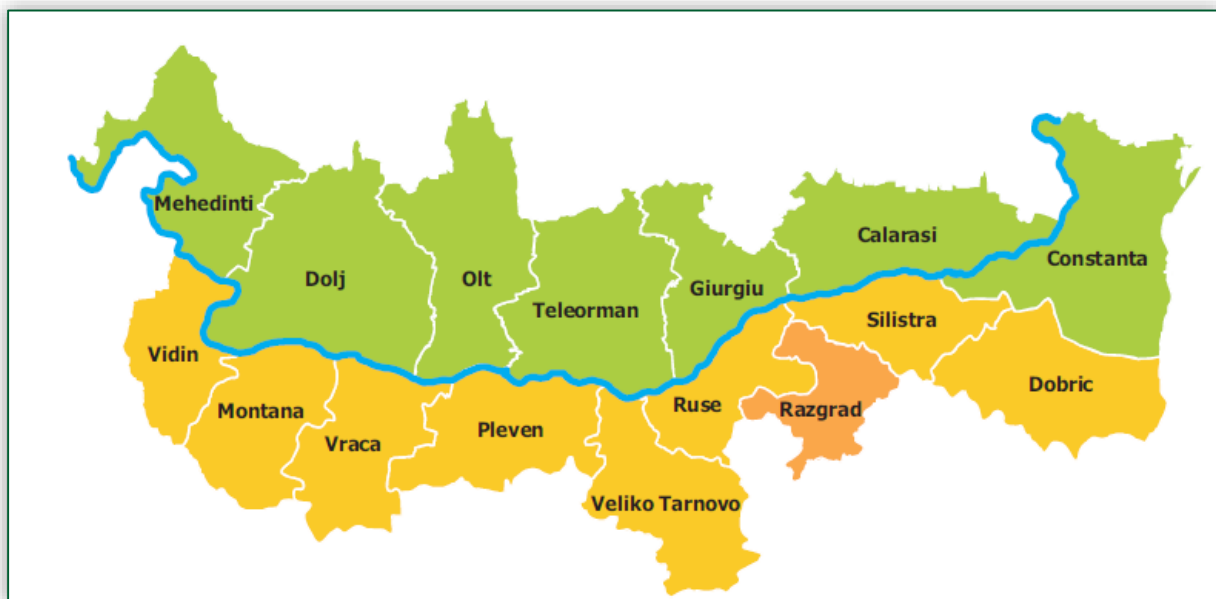 Mehedinti
Dolj
Olt
Teleorman
Giurgiu
Calarasi
Constanta
Vidin
Montana
Vraca
Pleven
Veliko Tarnovo
Ruse
Razgrad
Silistra
Dobric